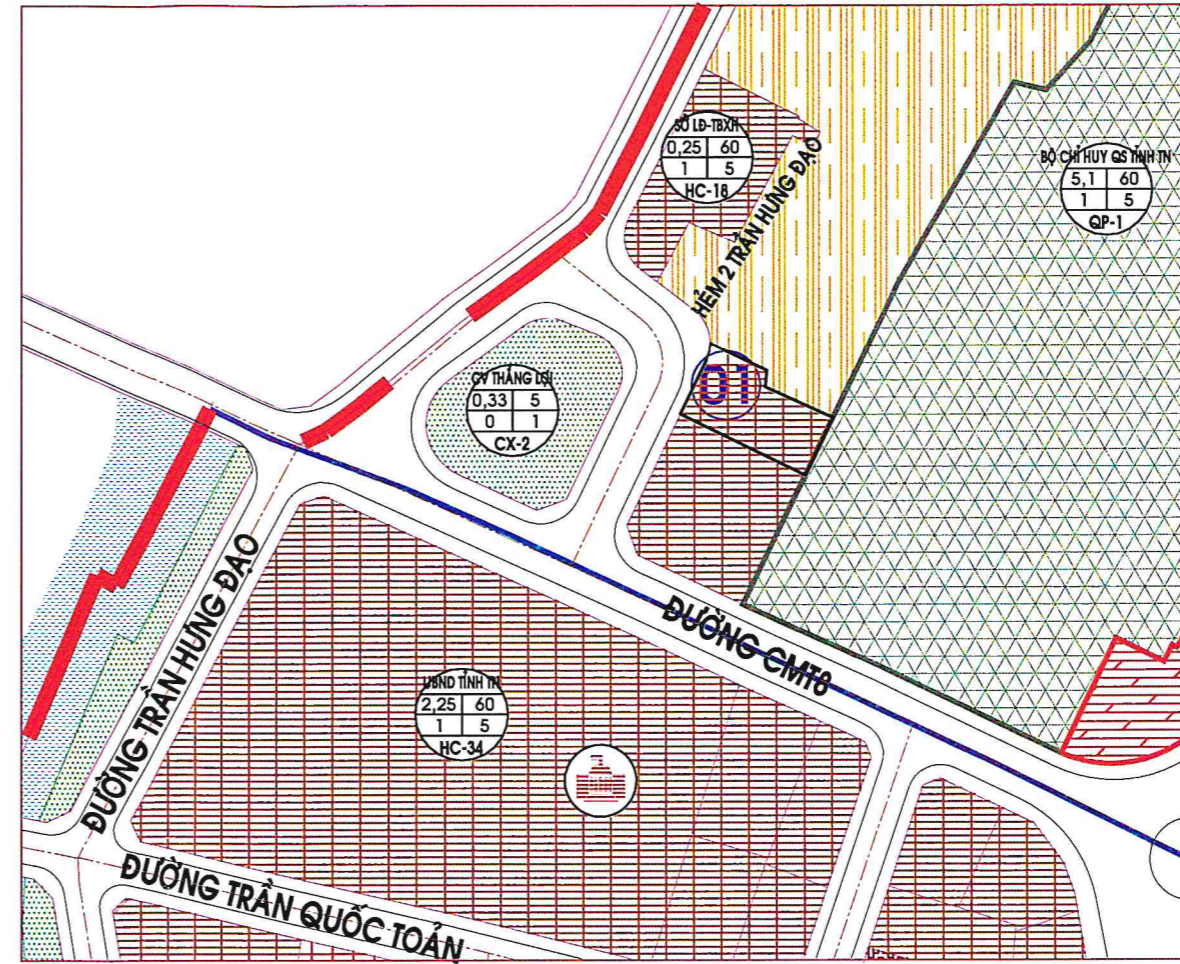 SỞ LĐ-TBXH
0,25 60
1 5
HC-18
BỘ CHỈ HUY QS TỈNH TN
5,1 60
1 5
QP-1
HẺM 2 TRẦN HƯNG ĐẠO
01
CV THẮNG LỢI
0,33 5
0 1
CX-2
ĐƯỜNG TRẦN HƯNG ĐẠO
ĐƯỜNG CMT8
UBND TỈNH TN
2,25 60
1 5
HC-34
ĐƯỜNG TRẦN QUỐC TOẢN